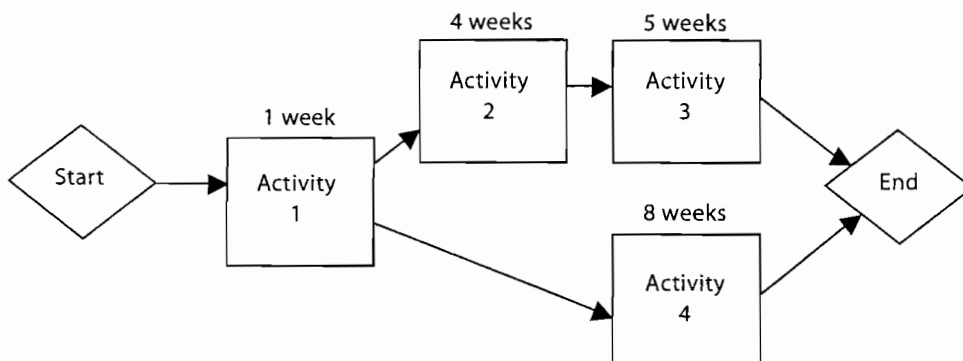 4 weeks
5 weeks
Activity
2
Activity
3
1 week
Start
Activity
1
End
8 weeks
Activity
4